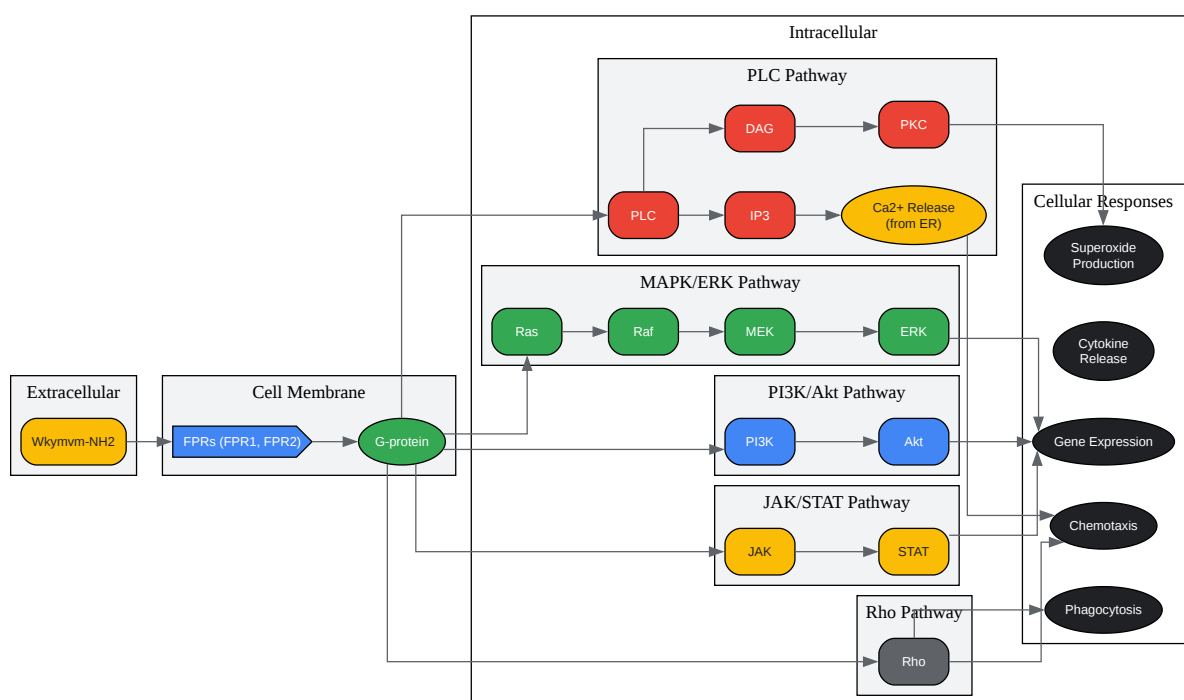 Intracellular
PLC Pathway
DAG
PKC
PLC
IP3
Ca2+ Release
(from ER)
Cellular Responses
Superoxide
Production
MAPK/ERK Pathway
Ras
Raf
MEK
ERK
Cytokine
Release
Extracellular
Wkymvm-NH2
Cell Membrane
FPRs (FPR1, FPR2)
G-protein
PI3K/Akt Pathway
PI3K
Akt
Gene Expression
JAK/STAT Pathway
JAK
STAT
Chemotaxis
Rho Pathway
Rho
Phagocytosis